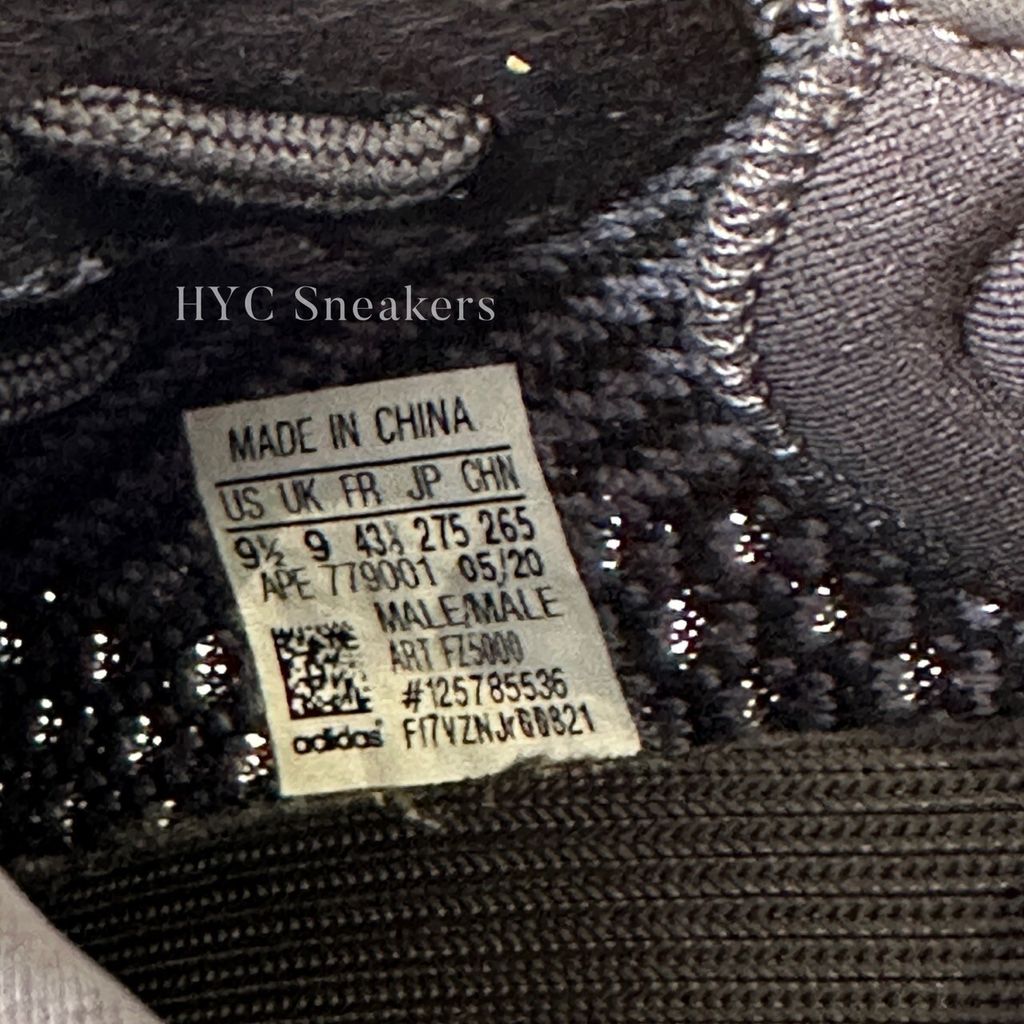 HYC Sneakers
MADE IN CHINA
US UK FR JP CHN
9½ 9 43⅓ 275 265
APE 779001 05/20
MALE/MALE
ART FZ5000
#125785536
adidas